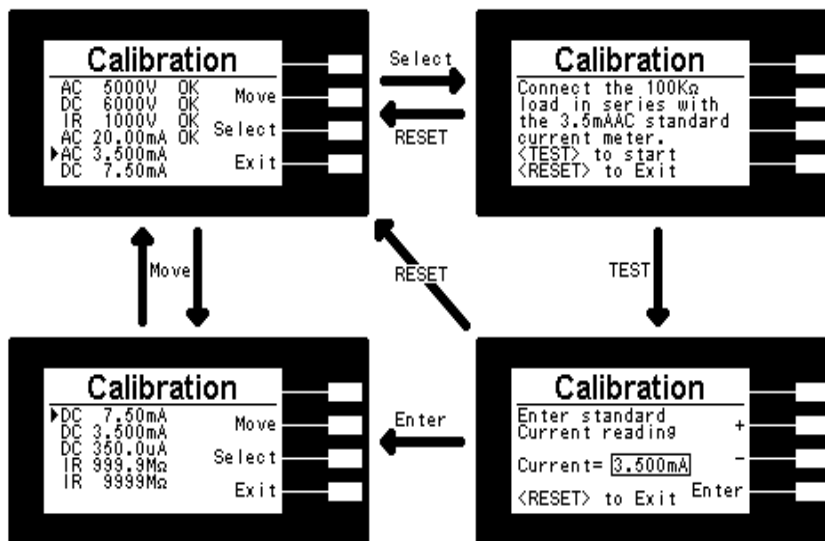 Calibration
AC 5000V OK
DC 6000V OK
IR 1000V OK
AC 20.00mA OK
▶AC 3.500mA
DC 7.50mA
Move
Select
Exit
Select
RESET
Calibration
Connect the 100KΩ
load in series with
the 3.5mAAC standard
current meter.
<TEST> to start
<RESET> to Exit
Move
RESET
TEST
Calibration
▶DC 7.50mA
DC 3.500mA
DC 350.0uA
IR 999.9MΩ
IR 9999MΩ
Move
Select
Exit
Enter
Calibration
Enter standard
Current reading
+
Current= 3.500mA
-
<RESET> to Exit
Enter